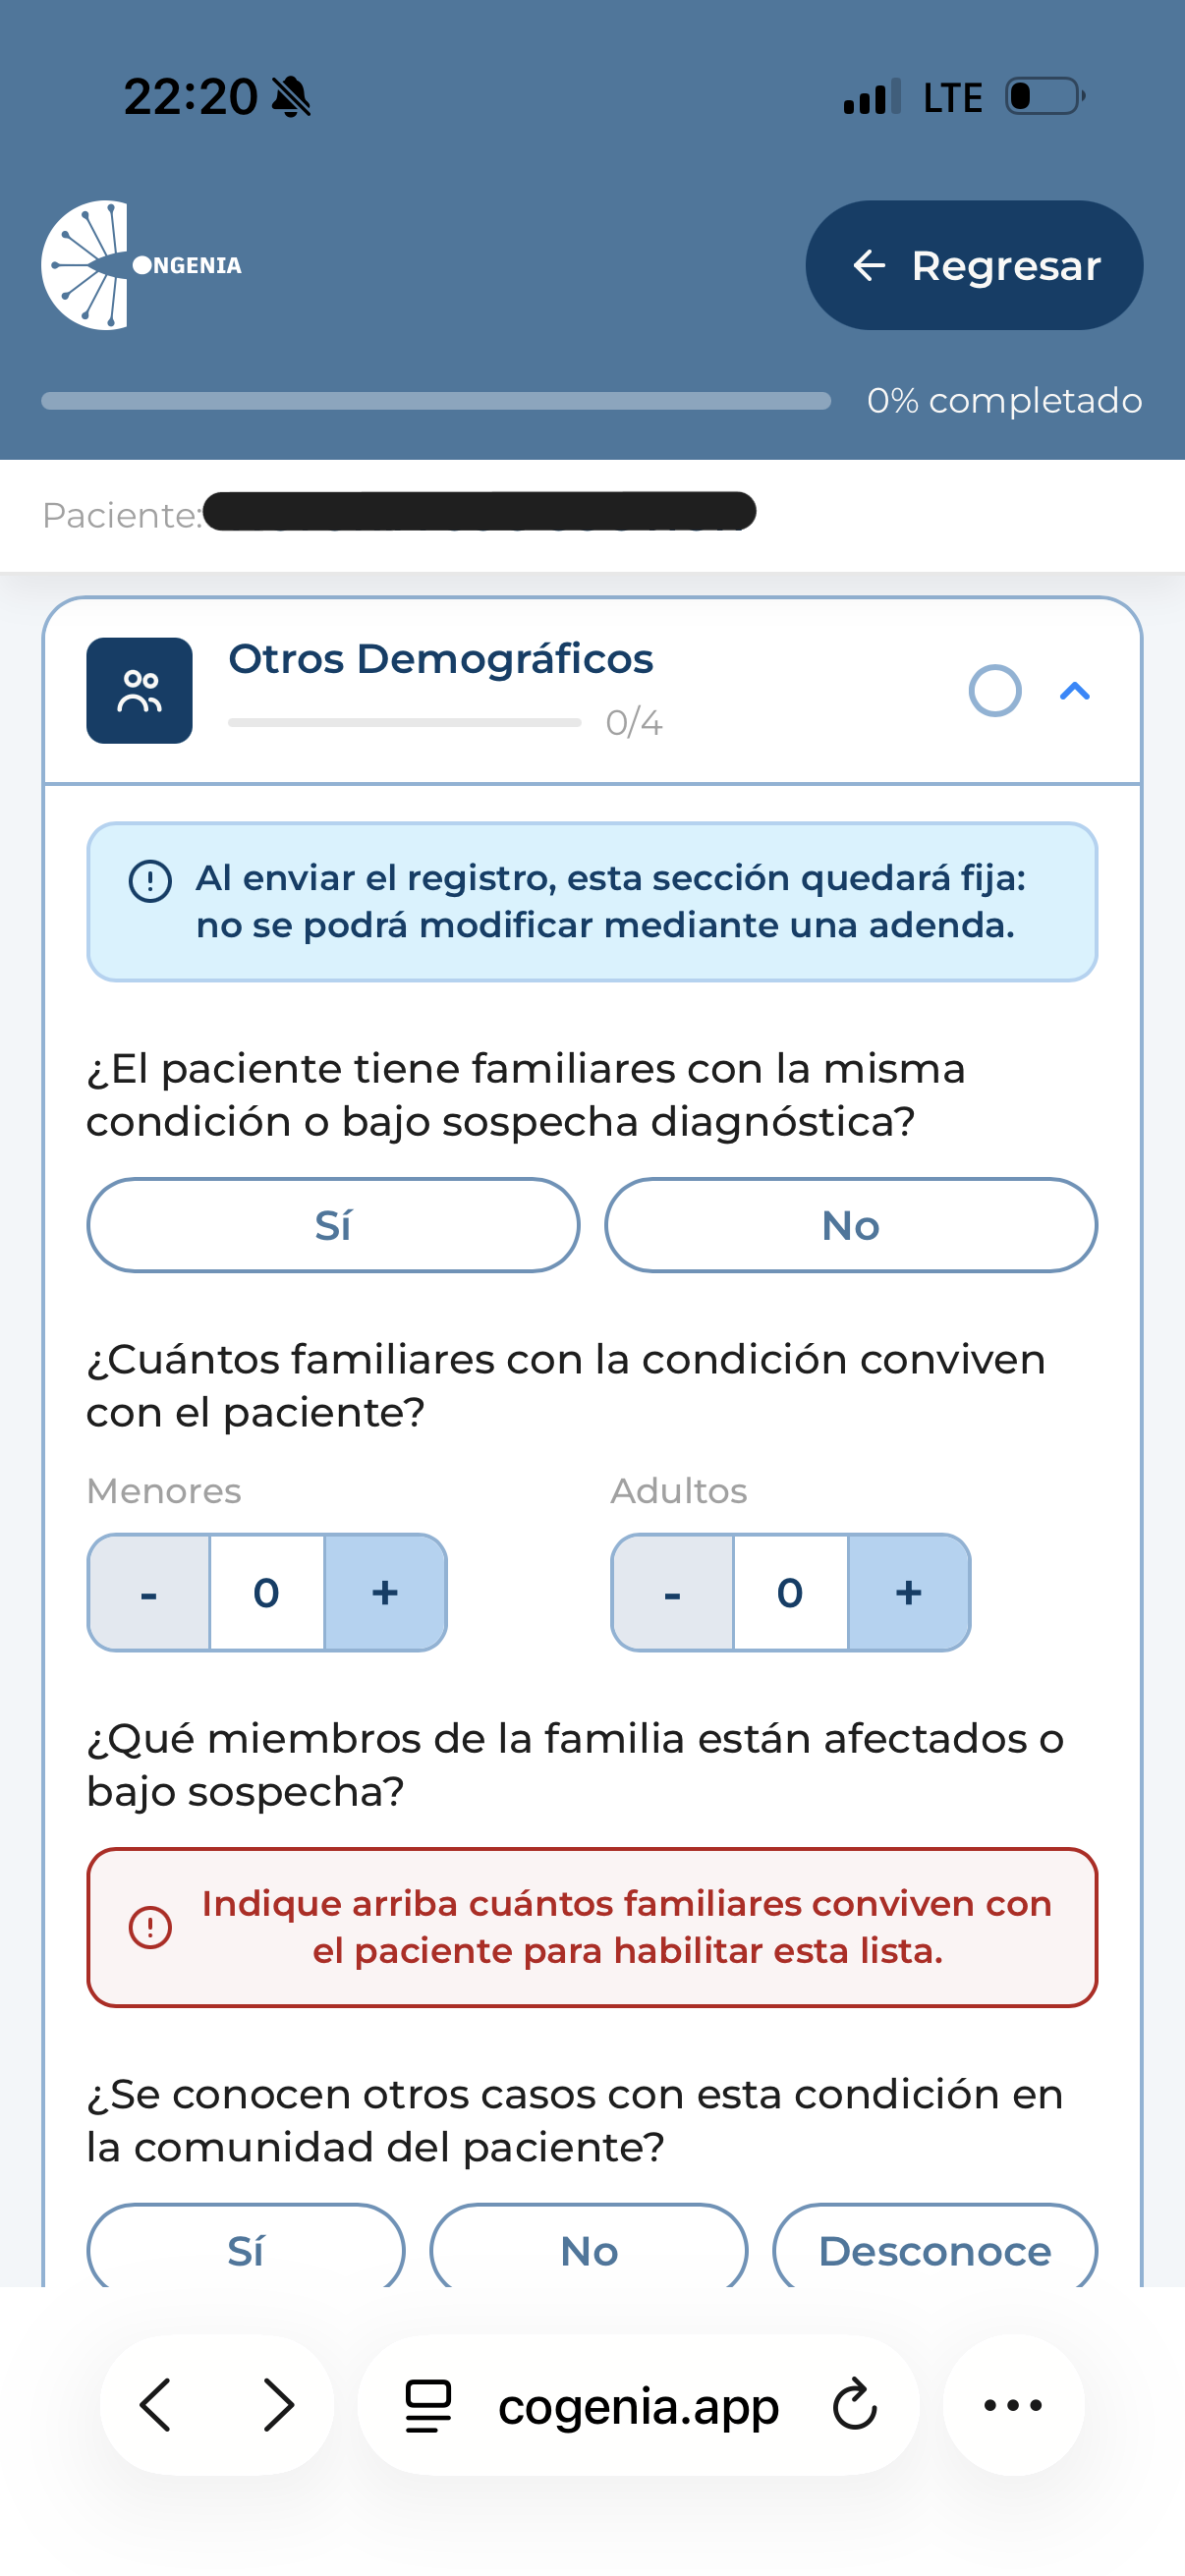 22:20
LTE
NGENIA
← Regresar
0% completado
Paciente:
Otros Demográficos
0/4
Al enviar el registro, esta sección quedará fija:
no se podrá modificar mediante una adenda.
¿El paciente tiene familiares con la misma
condición o bajo sospecha diagnóstica?
Sí No
¿Cuántos familiares con la condición conviven
con el paciente?
Menores Adultos
- 0 + - 0 +
¿Qué miembros de la familia están afectados o
bajo sospecha?
Indique arriba cuántos familiares conviven con
el paciente para habilitar esta lista.
¿Se conocen otros casos con esta condición en
la comunidad del paciente?
Sí No Desconoce
cogenia.app